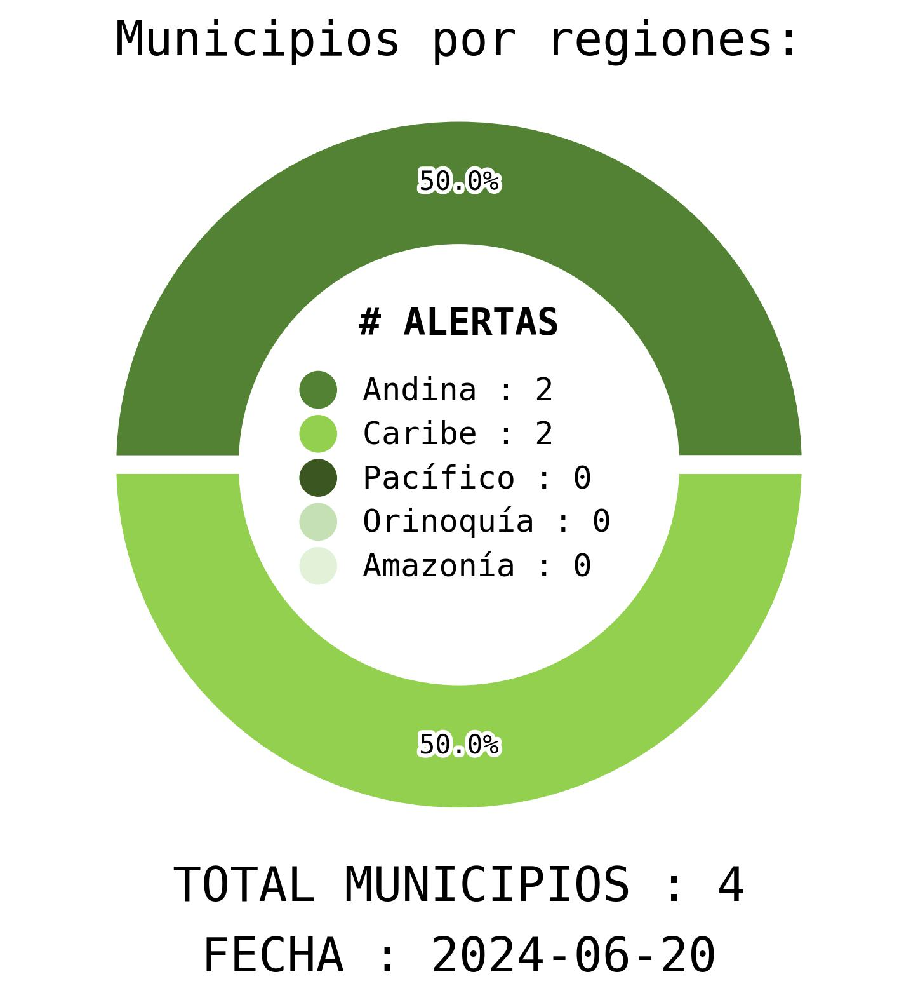 Municipios por regiones:
50.0%
# ALERTAS
Andina : 2
Caribe : 2
Pacífico : 0
Orinoquía : 0
Amazonía : 0
50.0%
TOTAL MUNICIPIOS : 4
FECHA : 2024-06-20